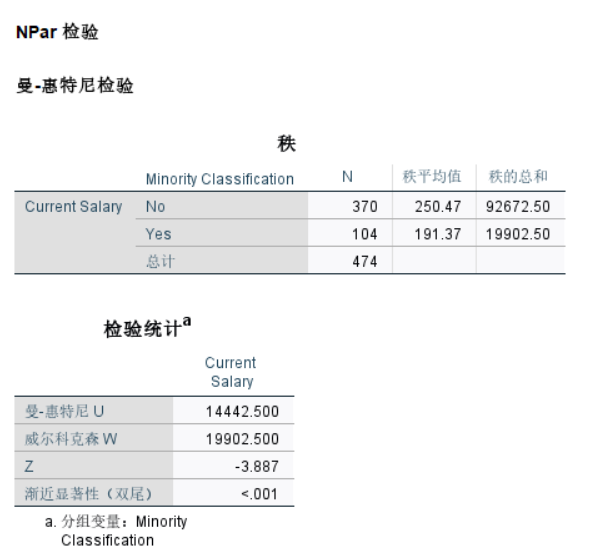 NPar 检验
曼-惠特尼检验
秩
Minority Classification N 秩平均值 秩的总和
Current Salary No 370 250.47 92672.50
Yes 104 191.37 19902.50
总计 474
检验统计a
Current
Salary
曼-惠特尼 U 14442.500
威尔科克森 W 19902.500
Z -3.887
渐近显著性（双尾） <.001
a. 分组变量：Minority
Classification